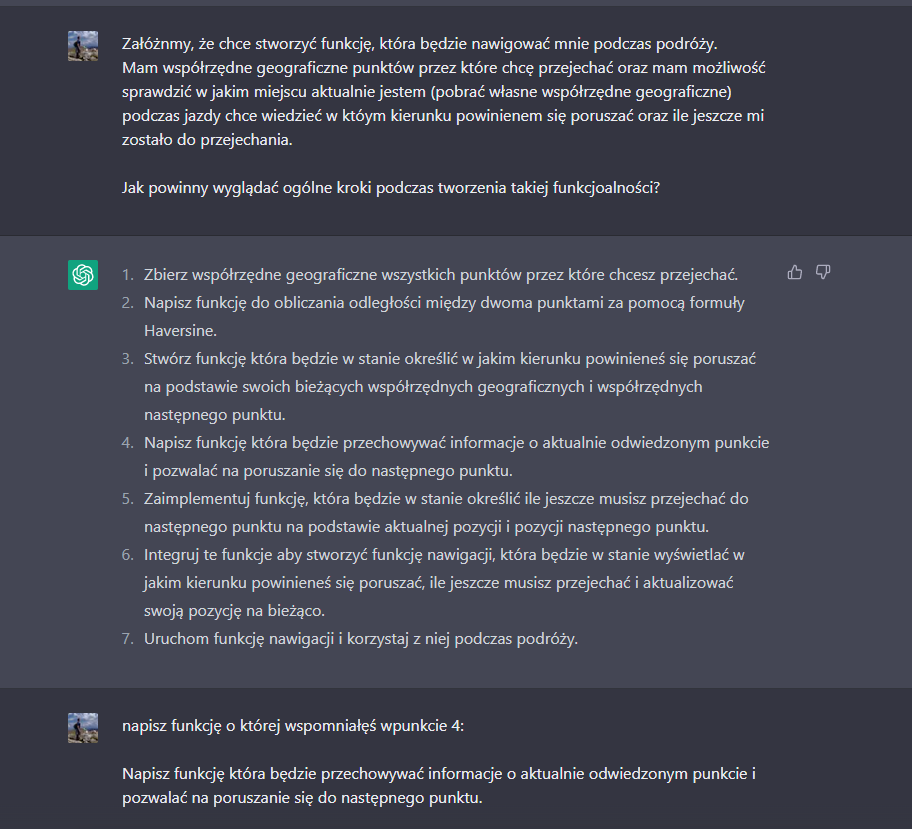 Załóżnmy, że chce stworzyć funkcję, która będzie nawigować mnie podczas podróży.
Mam współrzędne geograficzne punktów przez które chcę przejechać oraz mam możliwość
sprawdzić w jakim miejscu aktualnie jestem (pobrać własne współrzędne geograficzne)
podczas jazdy chce wiedzieć w któym kierunku powinienem się poruszać oraz ile jeszcze mi
zostało do przejechania.
Jak powinny wyglądać ogólne kroki podczas tworzenia takiej funkcjoalności?
1. Zbierz współrzędne geograficzne wszystkich punktów przez które chcesz przejechać.
2. Napisz funkcję do obliczania odległości między dwoma punktami za pomocą formuły
Haversine.
3. Stwórz funkcję która będzie w stanie określić w jakim kierunku powinieneś się poruszać
na podstawie swoich bieżących współrzędnych geograficznych i współrzędnych
następnego punktu.
4. Napisz funkcję która będzie przechowywać informacje o aktualnie odwiedzonym punkcie
i pozwalać na poruszanie się do następnego punktu.
5. Zaimplementuj funkcję, która będzie w stanie określić ile jeszcze musisz przejechać do
następnego punktu na podstawie aktualnej pozycji i pozycji następnego punktu.
6. Integruj te funkcje aby stworzyć funkcję nawigacji, która będzie w stanie wyświetlać w
jakim kierunku powinieneś się poruszać, ile jeszcze musisz przejechać i aktualizować
swoją pozycję na bieżąco.
7. Uruchom funkcję nawigacji i korzystaj z niej podczas podróży.
napisz funkcję o której wspomniałęś wpunkcie 4:
Napisz funkcję która będzie przechowywać informacje o aktualnie odwiedzonym punkcie i
pozwalać na poruszanie się do następnego punktu.